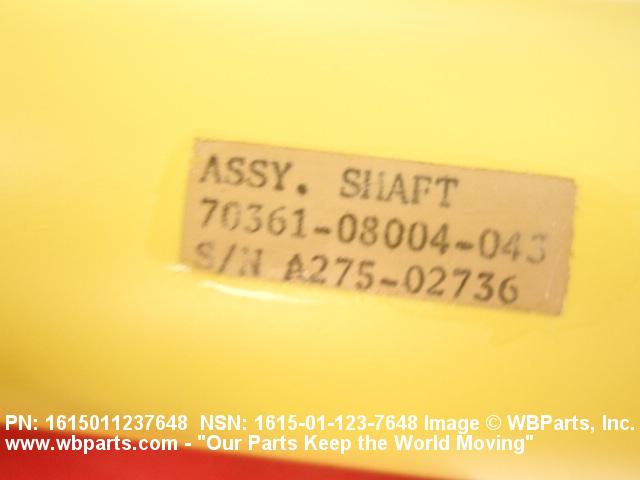 ASSY. SHAFT
70361-08004-043
S/N A275-02736
PN: 1615011237648 NSN: 1615-01-123-7648 Image © WBParts, Inc.
www.wbparts.com - "Our Parts Keep the World Moving"